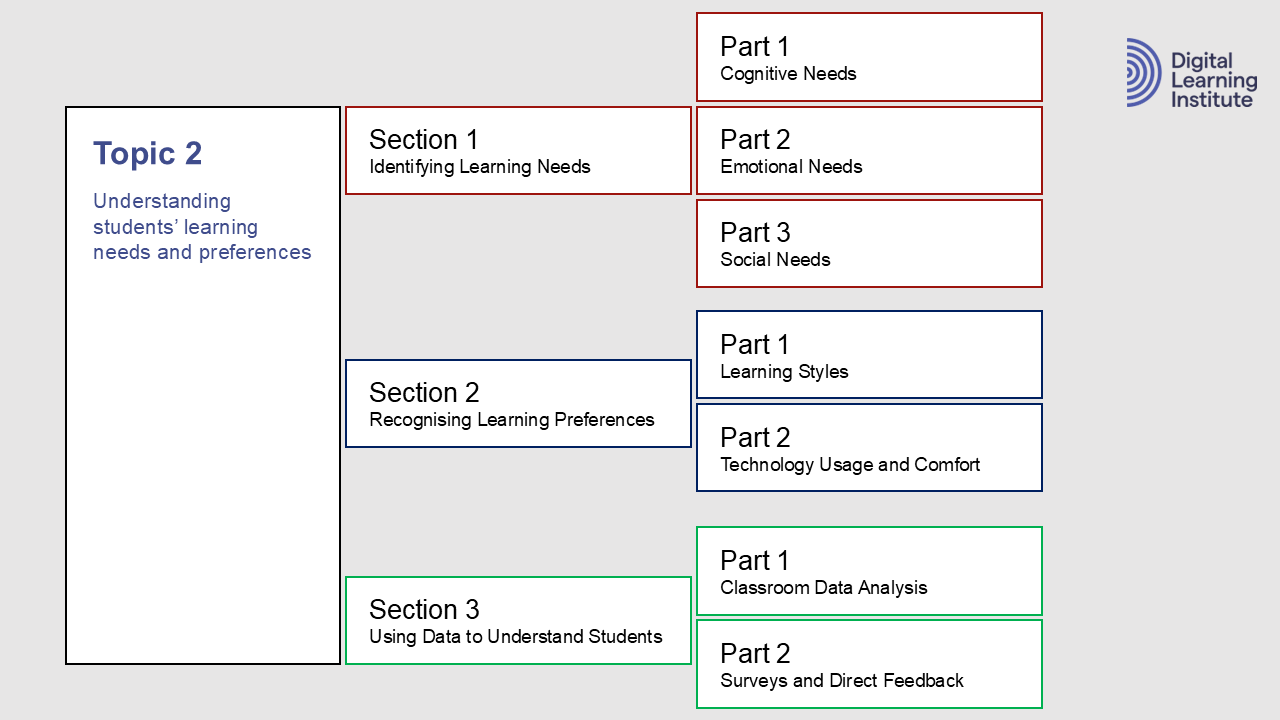 Topic 2
Understanding
students’ learning
needs and preferences
Section 1
Identifying Learning Needs
Part 1
Cognitive Needs
Part 2
Emotional Needs
Part 3
Social Needs
Section 2
Recognising Learning Preferences
Part 1
Learning Styles
Part 2
Technology Usage and Comfort
Section 3
Using Data to Understand Students
Part 1
Classroom Data Analysis
Part 2
Surveys and Direct Feedback
Digital
Learning
Institute